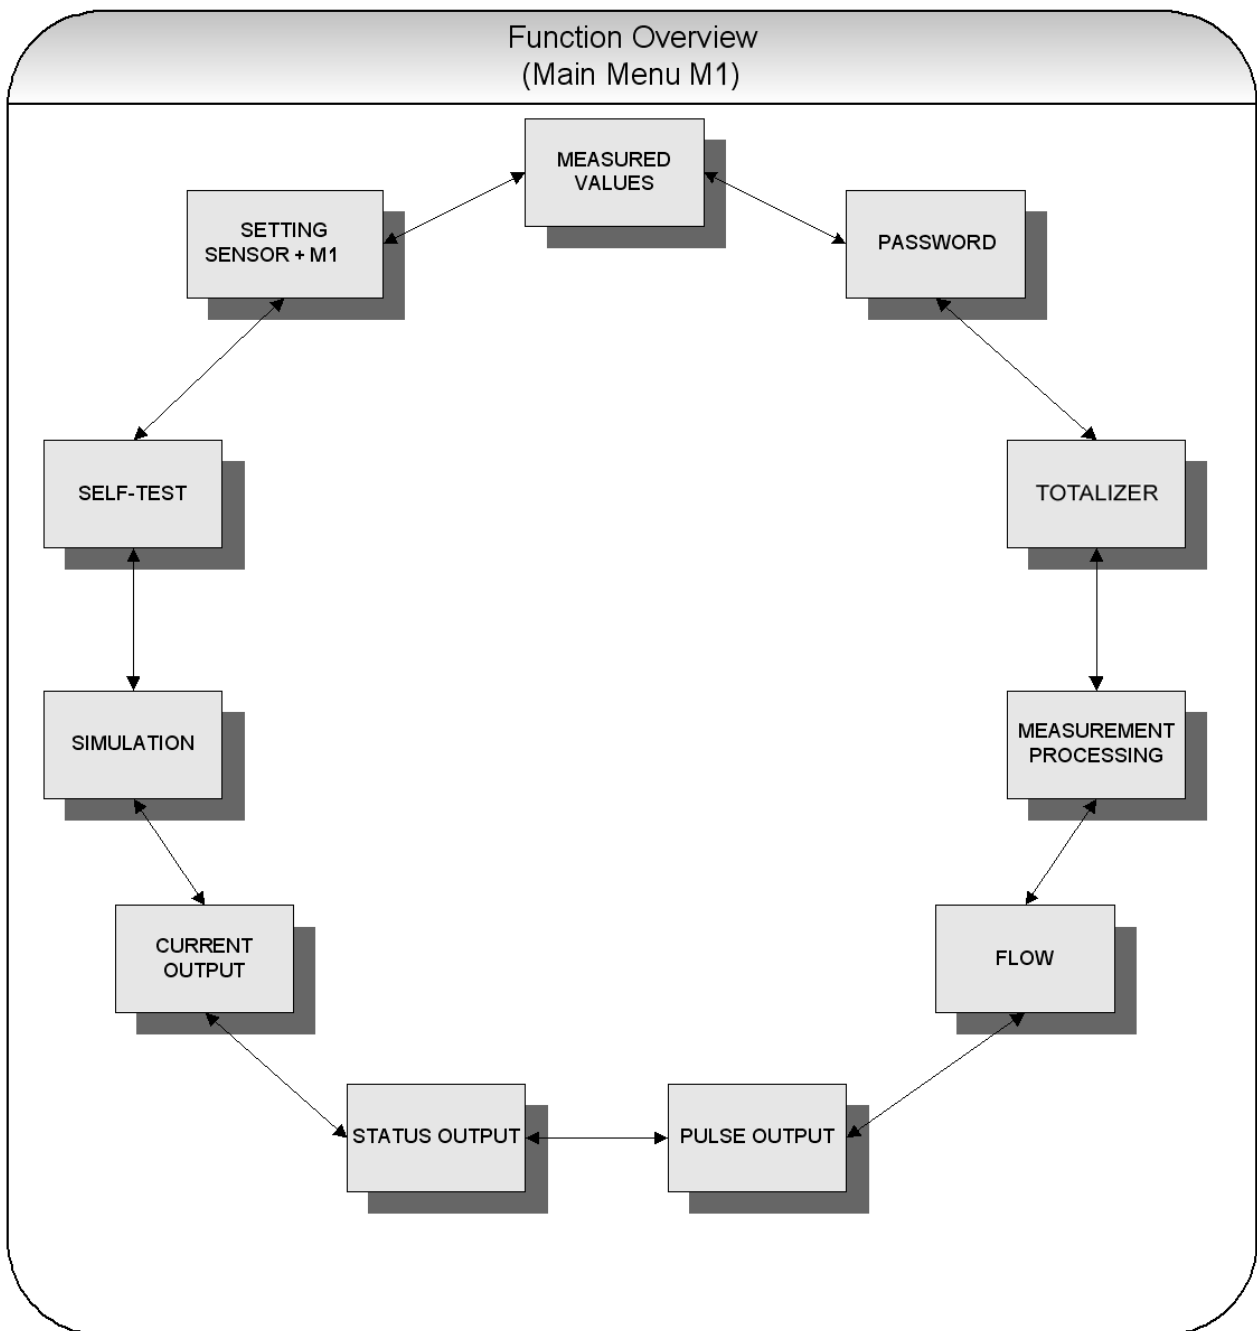 Function Overview
(Main Menu M1)
MEASURED
VALUES
SETTING
SENSOR + M1
PASSWORD
SELF-TEST
TOTALIZER
SIMULATION
MEASUREMENT
PROCESSING
CURRENT
OUTPUT
FLOW
STATUS OUTPUT
PULSE OUTPUT